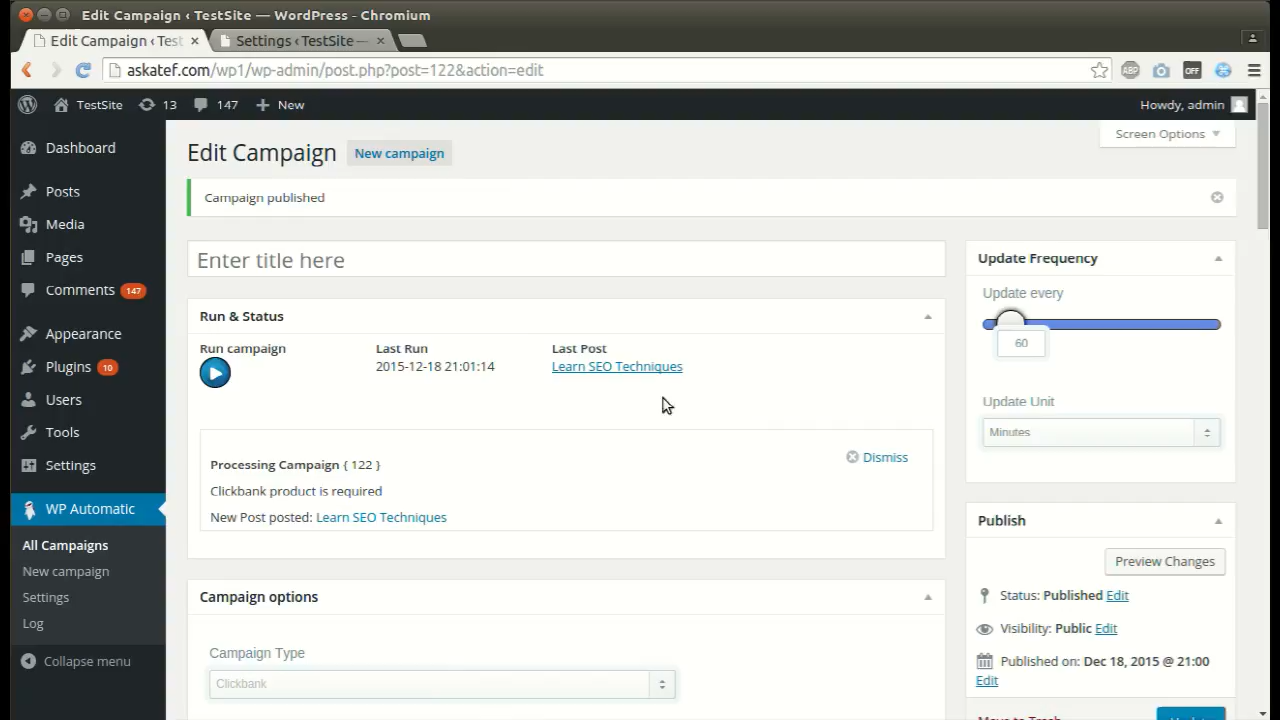 Edit Campaign ‹ TestSite — WordPress - Chromium
Edit Campaign ‹ Test
Settings ‹ TestSite —
askatef.com/wp1/wp-admin/post.php?post=122&action=edit
ABP
OFF
TestSite
13
147
New
Howdy, admin
Dashboard
Posts
Media
Pages
Comments 147
Appearance
Plugins 10
Users
Tools
Settings
WP Automatic
All Campaigns
New campaign
Settings
Log
Collapse menu
Screen Options
Edit Campaign
New campaign
Campaign published
Enter title here
Run & Status
Run campaign
Last Run
2015-12-18 21:01:14
Last Post
Learn SEO Techniques
Processing Campaign { 122 }
Dismiss
Clickbank product is required
New Post posted: Learn SEO Techniques
Campaign options
Campaign Type
Clickbank
Update Frequency
Update every
60
Update Unit
Minutes
Publish
Preview Changes
Status: Published Edit
Visibility: Public Edit
Published on: Dec 18, 2015 @ 21:00
Edit
Move to Trash
Update